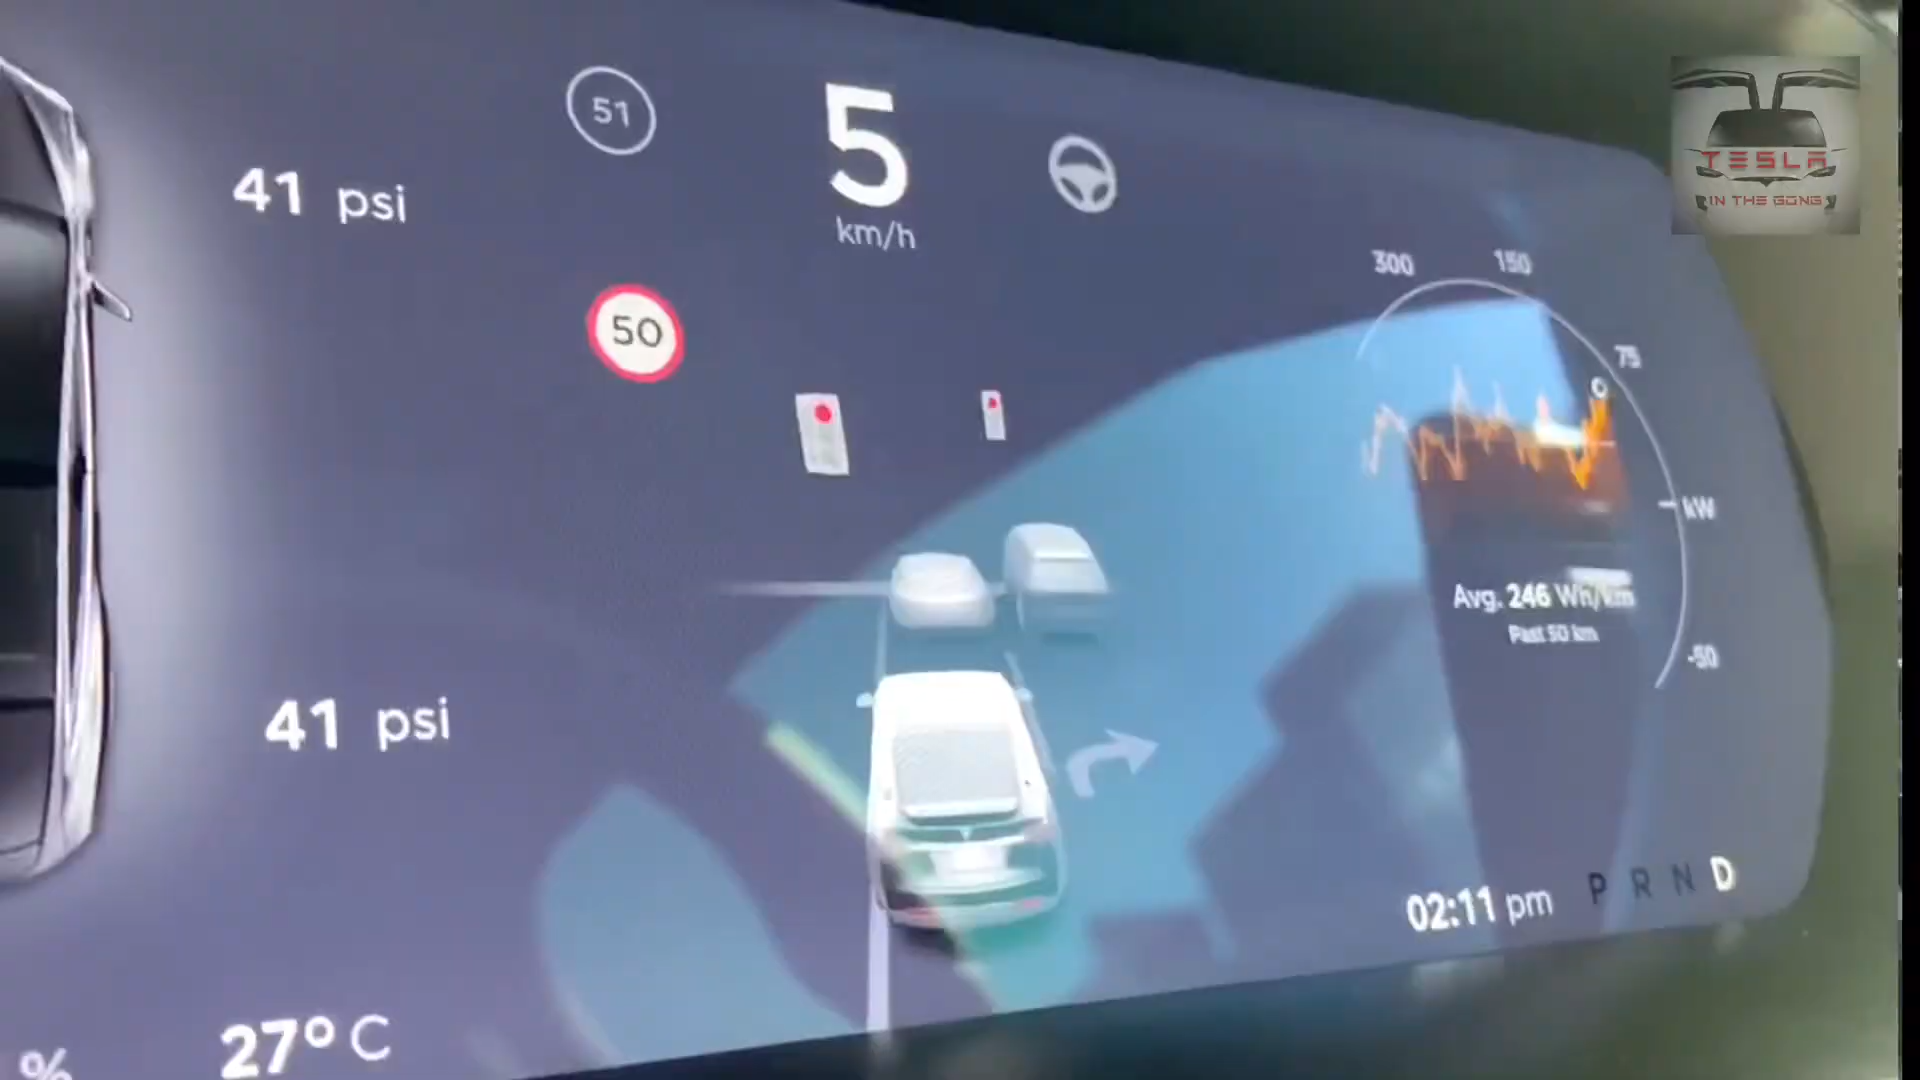 51
5
km/h
41 psi
50
300
150
75
kW
Avg. 246 Wh/km
Past 50 km
-50
41 psi
02:11 pm
P R N D
27° C
%
TESLA
IN THE GONG